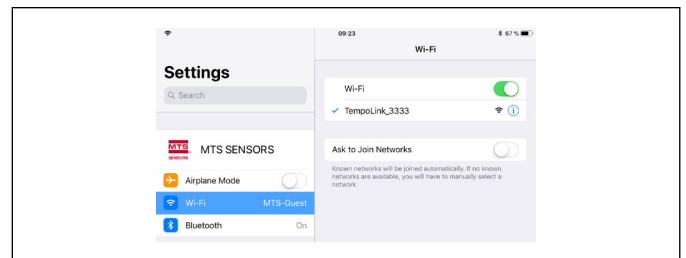 09:23
67 %
Wi-Fi
Settings
Search
Wi-Fi
TempoLink_3333
MTS
SENSORS
MTS SENSORS
Ask to Join Networks
Known networks will be joined automatically. If no known
networks are available, you will have to manually select a
network.
Airplane Mode
Wi-Fi MTS-Guest
Bluetooth On